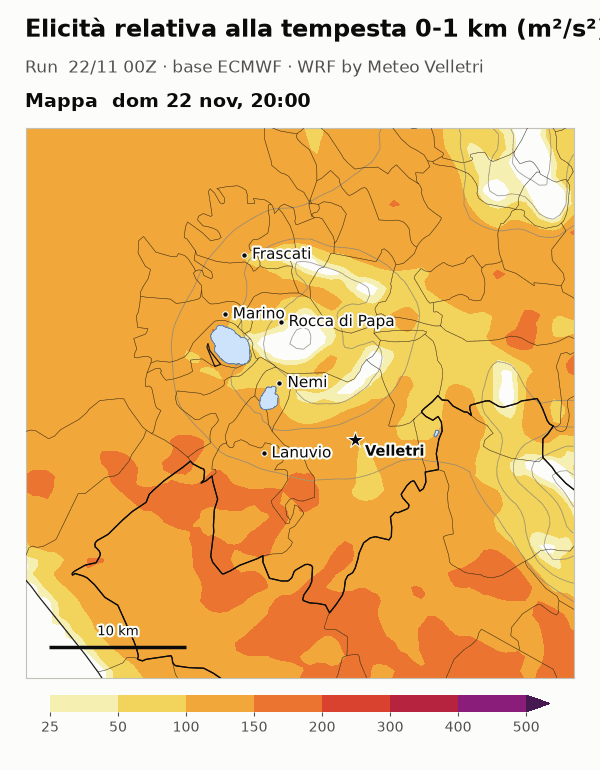 Elicità relativa alla tempesta 0-1 km (m²/s²)
Run 22/11 00Z · base ECMWF · WRF by Meteo Velletri
Mappa dom 22 nov, 20:00
Frascati
Marino
Rocca di Papa
Nemi
Velletri
Lanuvio
10 km
25 50 100 150 200 300 400 500